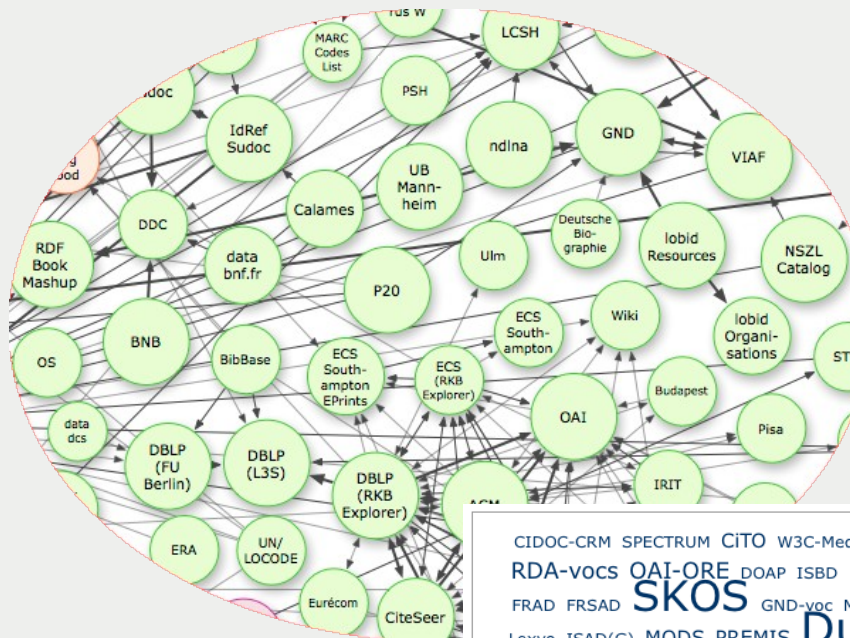 MARC
Codes
List
LCSH
PSH
IdRef
Sudoc
ndlna
GND
VIAF
UB
Mann-
heim
Calames
DDC
Deutsche
Bio-
graphie
lobid
Resources
NSZL
Catalog
RDF
Book
Mashup
data
bnf.fr
Ulm
P20
Wiki
ECS
South-
ampton
lobid
Organi-
sations
BNB
OS
BibBase
ECS
South-
ampton
EPrints
ECS
(RKB
Explorer)
Budapest
OAI
Pisa
data
dcs
DBLP
(FU
Berlin)
DBLP
(L3S)
DBLP
(RKB
Explorer)
IRIT
ERA
UN/
LOCODE
Eurécom
CiteSeer
CIDOC-CRM SPECTRUM CiTO
RDA-vocs OAI-ORE DOAP ISBD
FRAD FRSAD SKOS GND-voc
MODS PREMIS